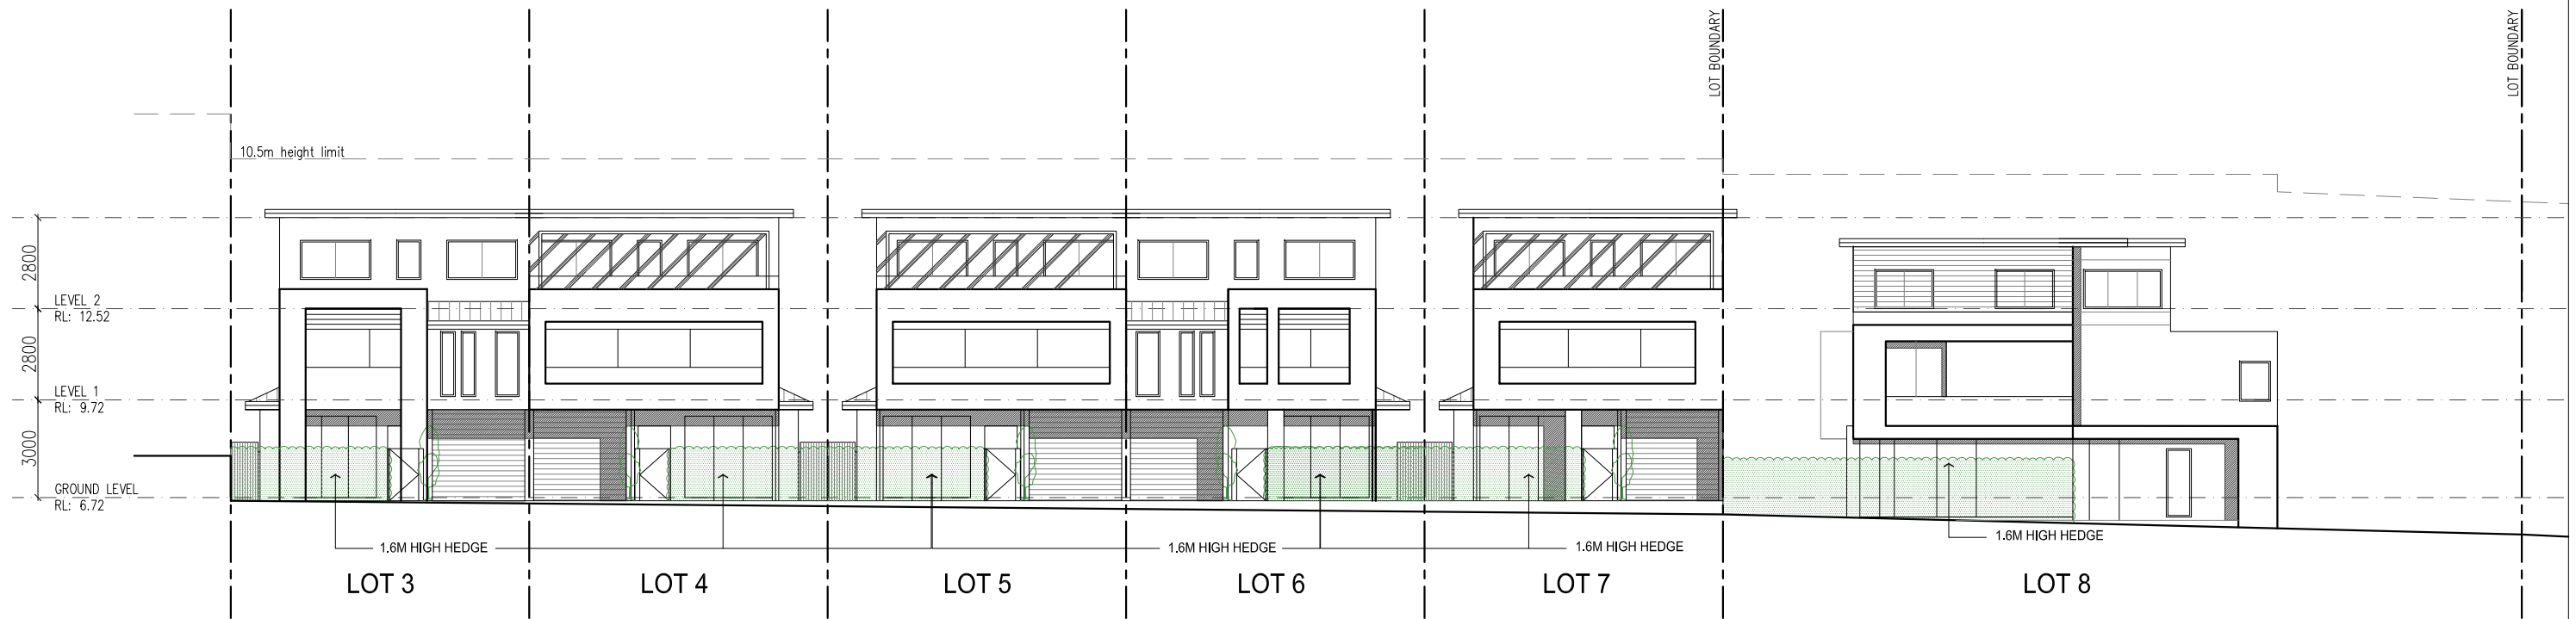 LOT BOUNDARY
LOT BOUNDARY
10.5m height limit
2800
LEVEL 2
RL: 12.52
2800
LEVEL 1
RL: 9.72
3000
GROUND LEVEL
RL: 6.72
1.6M HIGH HEDGE
1.6M HIGH HEDGE
1.6M HIGH HEDGE
1.6M HIGH HEDGE
LOT 3
LOT 4
LOT 5
LOT 6
LOT 7
LOT 8